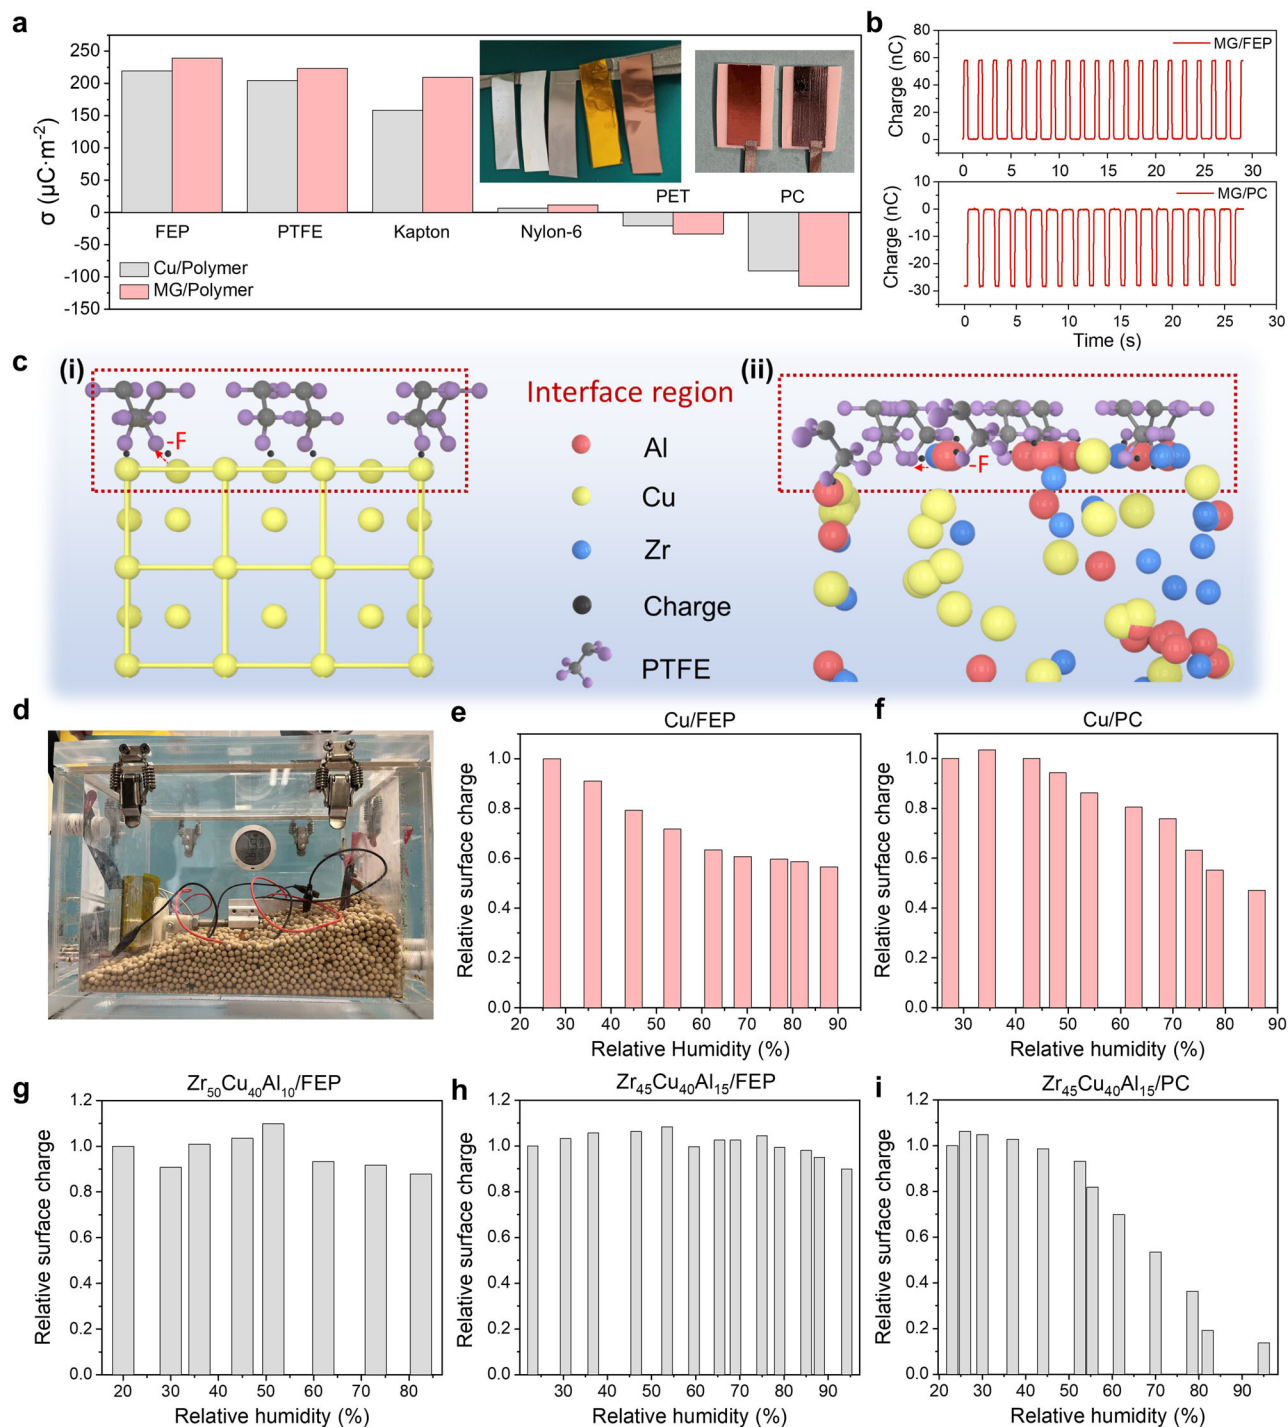 a
250
200
150
100
50
0
-50
-100
-150
σ (μC·m⁻²)
FEP
PTFE
Kapton
Nylon-6
PET
PC
Cu/Polymer
MG/Polymer
b
80
60
40
20
0
Charge (nC)
MG/FEP
0 5 10 15 20 25 30
10
0
-10
-20
-30
Charge (nC)
MG/PC
0 5 10 15 20 25 30
Time (s)
c
(i)
-F
Interface region
Al
Cu
Zr
Charge
PTFE
(ii)
-F
d
e
Cu/FEP
1.0
0.8
0.6
0.4
0.2
0.0
Relative surface charge
20 30 40 50 60 70 80 90
Relative Humidity (%)
f
Cu/PC
1.0
0.8
0.6
0.4
0.2
0.0
Relative surface charge
30 40 50 60 70 80 90
Relative humidity (%)
g
Zr₅₀Cu₄₀Al₁₀/FEP
1.2
1.0
0.8
0.6
0.4
0.2
0.0
Relative surface charge
20 30 40 50 60 70 80
Relative humidity (%)
h
Zr₄₅Cu₄₀Al₁₅/FEP
1.2
1.0
0.8
0.6
0.4
0.2
0.0
Relative surface charge
30 40 50 60 70 80 90
Relative humidity (%)
i
Zr₄₅Cu₄₀Al₁₅/PC
1.2
1.0
0.8
0.6
0.4
0.2
0.0
Relative surface charge
20 30 40 50 60 70 80 90
Relative humidity (%)